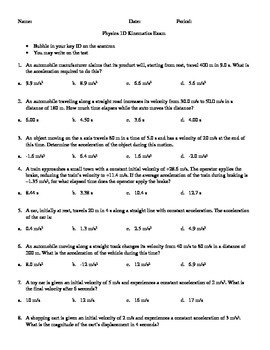 Name: Date: Period:
Physics 1D Kinematics Exam
• Bubble in your key ID on the scantron
• You may write on the test
1. An automobile manufacturer claims that its product will, starting from rest, travel 400 m in 9.0 s. What is
the acceleration required to do this?
a. 9.9 m/s² b. 8.9 m/s² c. 6.6 m/s² d. 5.6 m/s²
2. An automobile traveling along a straight road increases its velocity from 30.0 m/s to 50.0 m/s in a
distance of 180 m. How much time elapses while the auto moves this distance?
a. 6.00 s b. 4.50 s c. 3.60 s d. 4.00 s
3. An object moving on the x axis travels 80 m in a time of 5.0 s and has a velocity of 20 m/s at the end of
this time. Determine the acceleration of the object during this motion.
a. -1.6 m/s² b. 6.4 m/s² c. 1.6 m/s² d. 2.0 m/s²
4. A train approaches a small town with a constant initial velocity of +28.6 m/s. The operator applies the
brake, reducing the train's velocity to +11.4 m/s. If the average acceleration of the train during braking is
-1.35 m/s², for what elapsed time does the operator apply the brake?
a. 8.44 s b. 3.38 s c. 10.4 s d. 12.7 s
5. A car, initially at rest, travels 20 m in 4 s along a straight line with constant acceleration. The acceleration
of the car is:
a. 0.4 m/s² b. 1.3 m/s² c. 2.5 m/s² d. 4.9 m/s²
6. An automobile moving along a straight track changes its velocity from 40 m/s to 80 m/s in a distance of
200 m. What is the acceleration of the vehicle during this time?
a. 8.0 m/s² b. 12 m/s² c. 9.6 m/s² d. 12 m/s²
7. A toy car is given an initial velocity of 5 m/s and experiences a constant acceleration of 2 m/s². What is the
final velocity after 6 seconds?
a. 10 m/s b. 12 m/s c. 16 m/s d. 17 m/s
8. A shopping cart is given an initial velocity of 2 m/s and experiences a constant acceleration of 3 m/s².
What is the magnitude of the cart's displacement in 4 seconds?